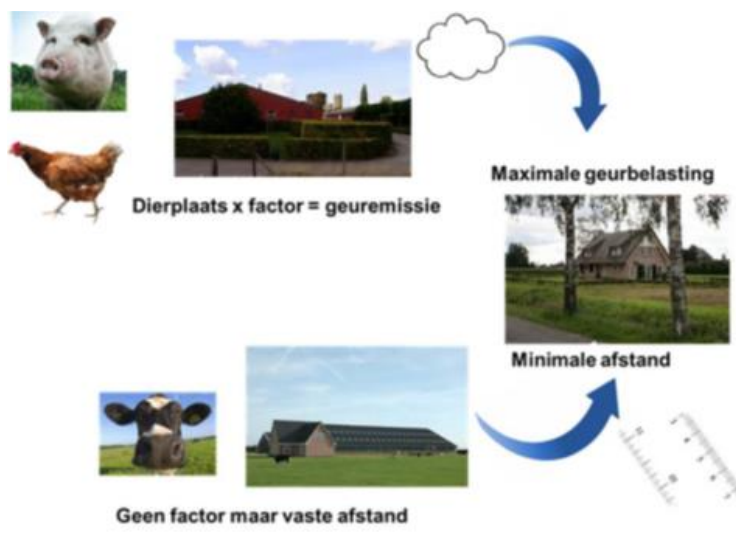 Maximale geurbelasting
Dierplaats x factor = geuremissie
Minimale afstand
Geen factor maar vaste afstand